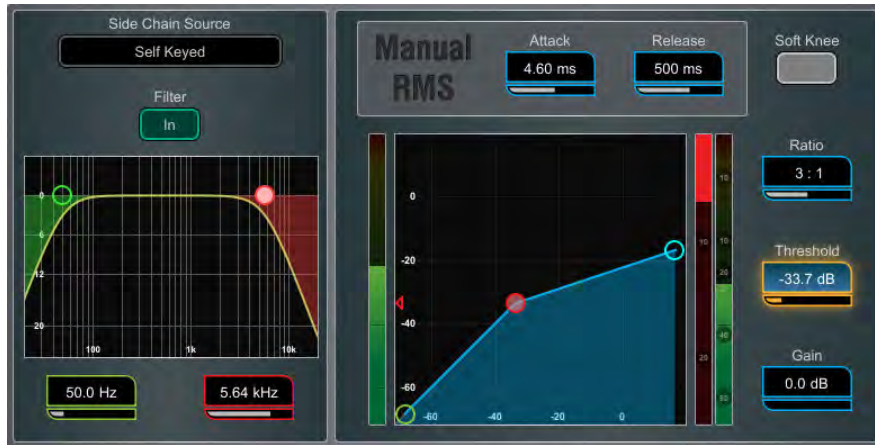 Side Chain Source
Self Keyed
Filter
In
0
6
12
20
100
1k
10k
50.0 Hz
5.64 kHz
Manual
RMS
Attack
4.60 ms
Release
500 ms
Soft Knee
0
-20
-40
-60
-60
-40
-20
0
10
20
10
10
20
40
50
Ratio
3 : 1
Threshold
-33.7 dB
Gain
0.0 dB